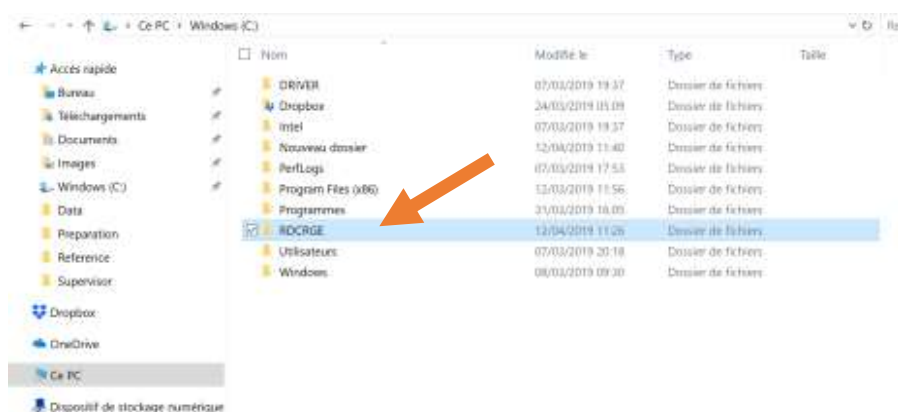 Ce PC › Windows (C:)
Nom Modifié le Type Taille
Accès rapide
Bureau
Téléchargements
Documents
Images
Windows (C:)
Data
Preparation
Reference
Supervisor
Dropbox
OneDrive
Ce PC
Dispositif de stockage numérique
DRIVER 07/03/2019 19:37 Dossier de fichiers
Dropbox 24/03/2019 05:09 Dossier de fichiers
Intel 07/03/2019 19:37 Dossier de fichiers
Nouveau dossier 12/04/2019 11:40 Dossier de fichiers
PerfLogs 07/03/2019 17:53 Dossier de fichiers
Program Files (x86) 12/03/2019 11:56 Dossier de fichiers
Programmes 31/03/2019 16:05 Dossier de fichiers
RDCRGE 12/04/2019 11:26 Dossier de fichiers
Utilisateurs 07/03/2019 20:18 Dossier de fichiers
Windows 08/03/2019 09:30 Dossier de fichiers